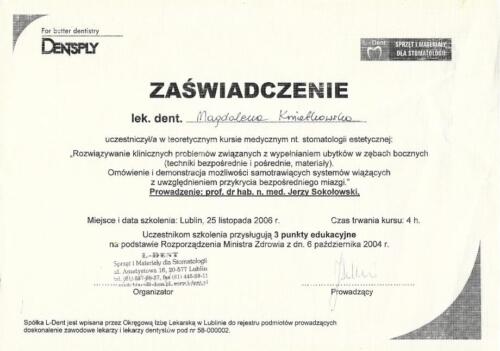 For better dentistry
DENTSPLY
L-Dent
SPRZĘT I MATERIAŁY
DLA STOMATOLOGII
ZAŚWIADCZENIE
lek. dent. Magdalena Kmiatkowska
uczestniczył/a w teoretycznym kursie medycznym nt. stomatologii estetycznej:
„Rozwiązywanie klinicznych problemów związanych z wypełnianiem ubytków w zębach bocznych
(techniki bezpośrednie i pośrednie, materiały).
Omówienie i demonstracja możliwości samotrawiących systemów wiążących
z uwzględnieniem przykrycia bezpośredniego miazgi."
Prowadzenie: prof. dr hab. n. med. Jerzy Sokołowski.
Miejsce i data szkolenia: Lublin, 25 listopada 2006 r.
Czas trwania kursu: 4 h.
Uczestnikom szkolenia przysługują 3 punkty edukacyjne
na podstawie Rozporządzenia Ministra Zdrowia z dn. 6 października 2004 r.
L-DENT
Sprzęt i Materiały dla Stomatologii
ul. Ametystowa 16, 20-577 Lublin
Organizator
Prowadzący
Spółka L-Dent jest wpisana przez Okręgową Izbę Lekarską w Lublinie do rejestru podmiotów prowadzących
doskonalenie zawodowe lekarzy i lekarzy dentystów pod nr 58-000002.